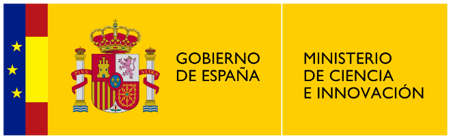 GOBIERNO
DE ESPAÑA
MINISTERIO
DE CIENCIA
E INNOVACIÓN